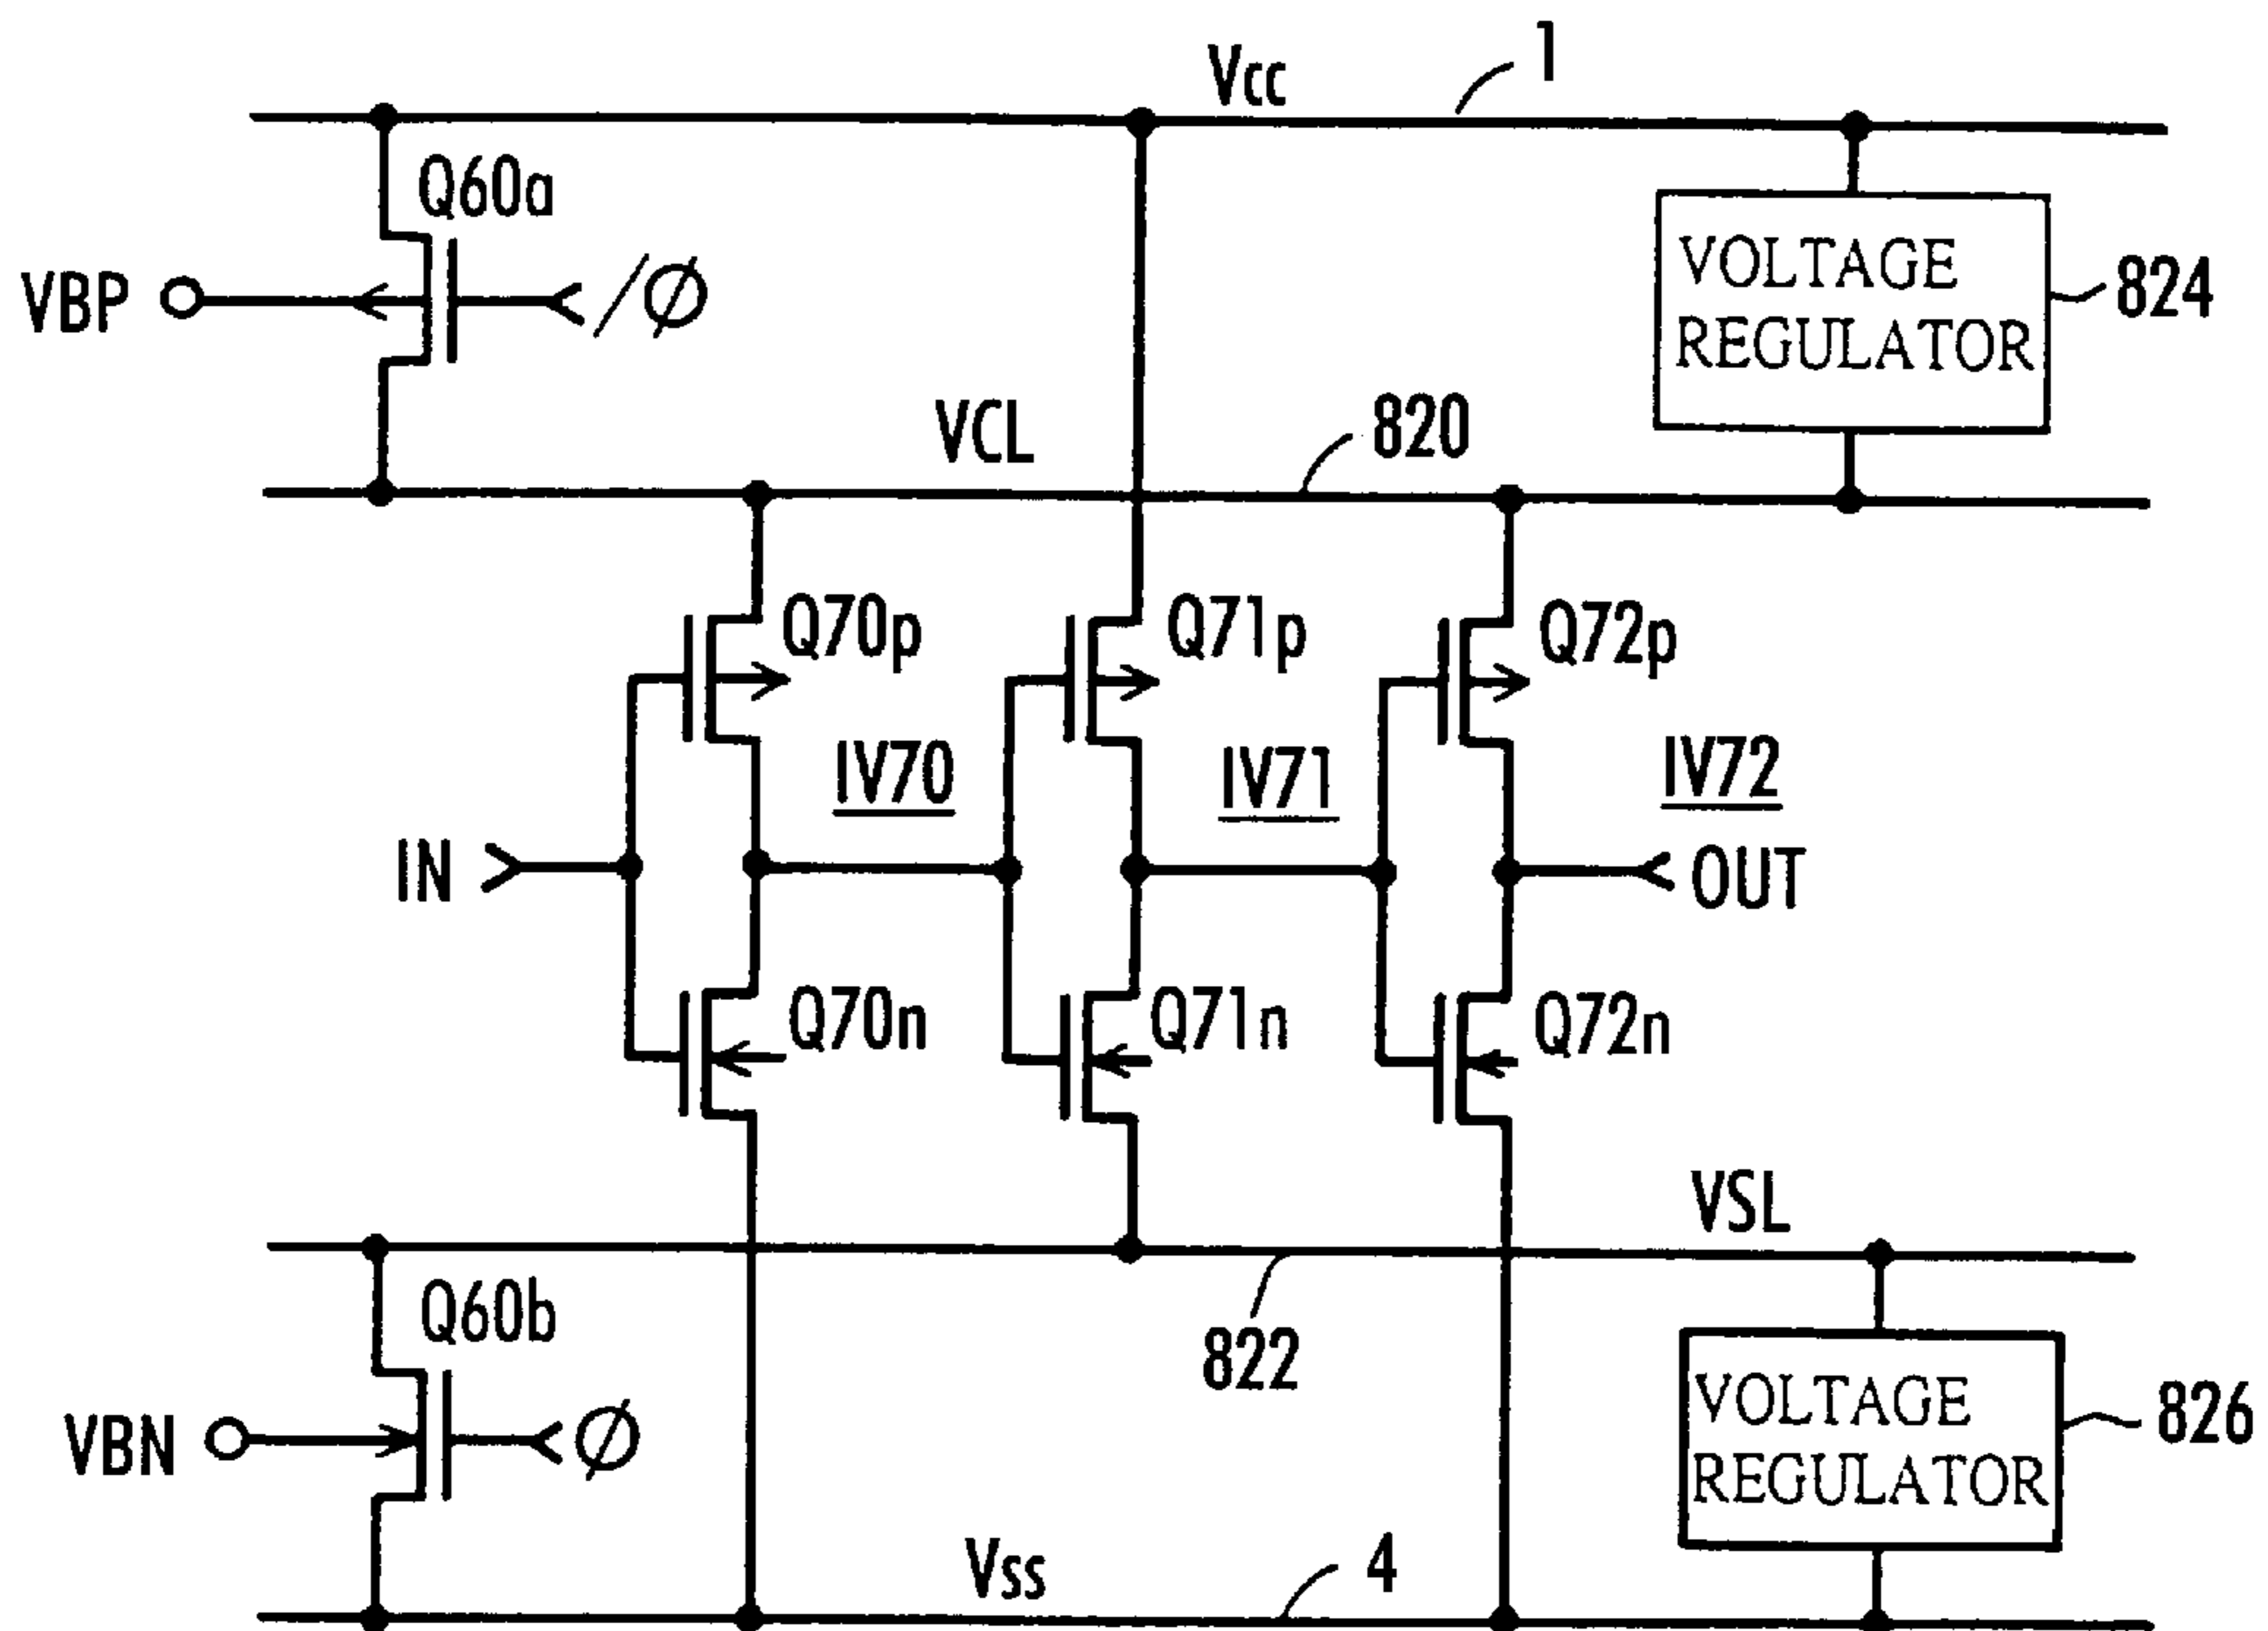 Vcc
1
Q60a
VBP
/Ø
VOLTAGE
REGULATOR
824
VCL
820
Q70p
Q71p
Q72p
IV70
IV71
IV72
IN
OUT
Q70n
Q71n
Q72n
VSL
Q60b
822
VBN
Ø
VOLTAGE
REGULATOR
826
Vss
4